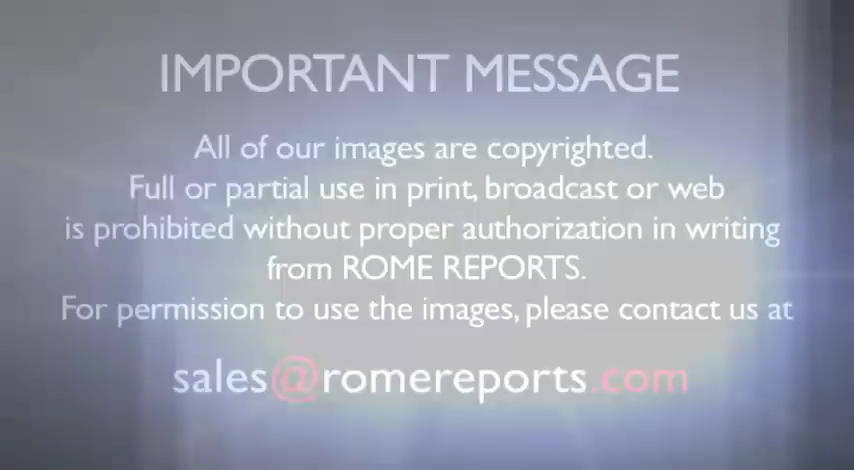 IMPORTANT MESSAGE
All of our images are copyrighted.
Full or partial use in print, broadcast or web
is prohibited without proper authorization in writing
from ROME REPORTS.
For permission to use the images, please contact us at
sales@romereports.com